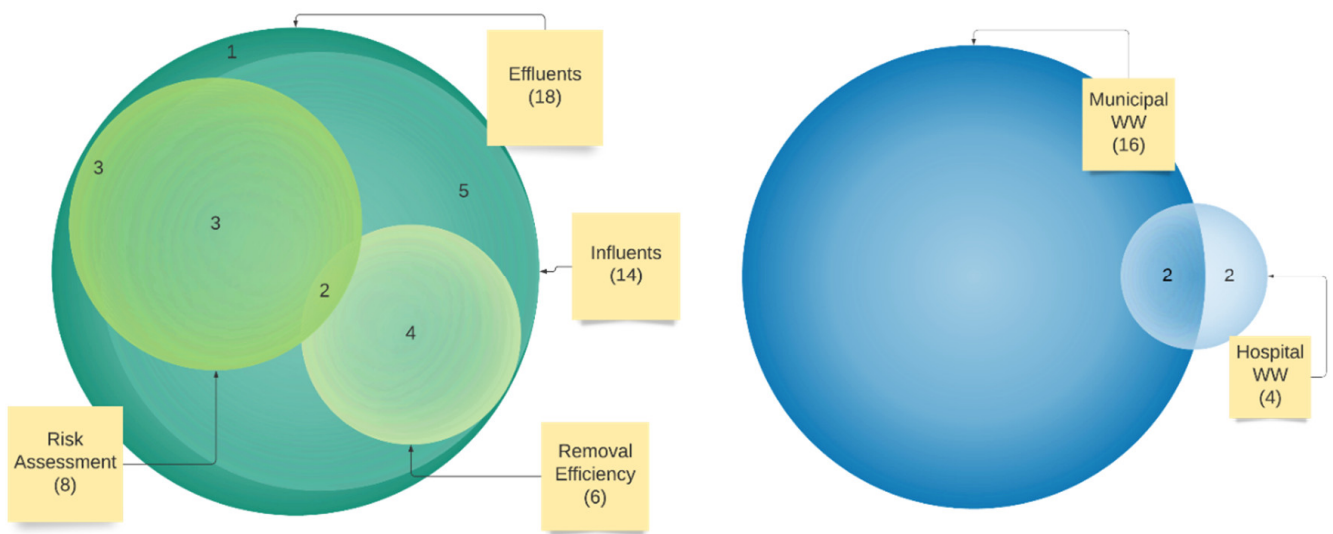 1
Effluents
(18)
3
3
5
Influents
(14)
2
4
Risk
Assessment
(8)
Removal
Efficiency
(6)
Municipal
WW
(16)
2
2
Hospital
WW
(4)